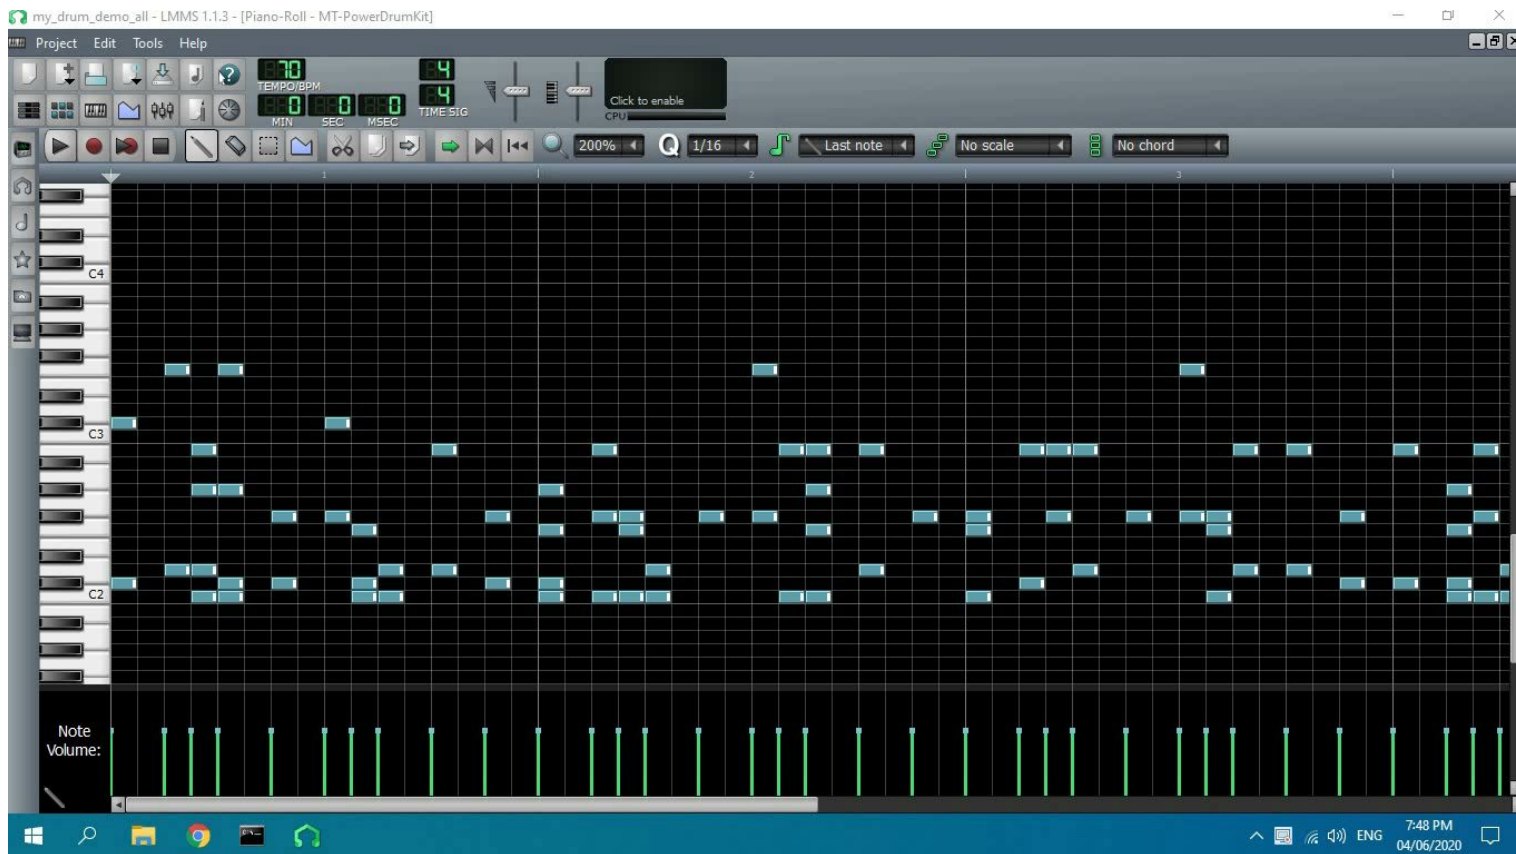 my_drum_demo_all - LMMS 1.1.3 - [Piano-Roll - MT-PowerDrumKit]
Project Edit Tools Help
70
TEMPO/BPM
4
4
TIME SIG
0 0 0
MIN SEC MSEC
Click to enable
CPU
200% Q 1/16 Last note No scale No chord
1 2 3
C4
C3
C2
Note
Volume:
ENG
7:48 PM
04/06/2020